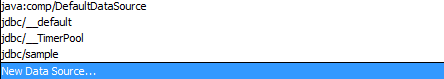 java:comp/DefaultDataSource
jdbc/__default
jdbc/__TimerPool
jdbc/sample
New Data Source...